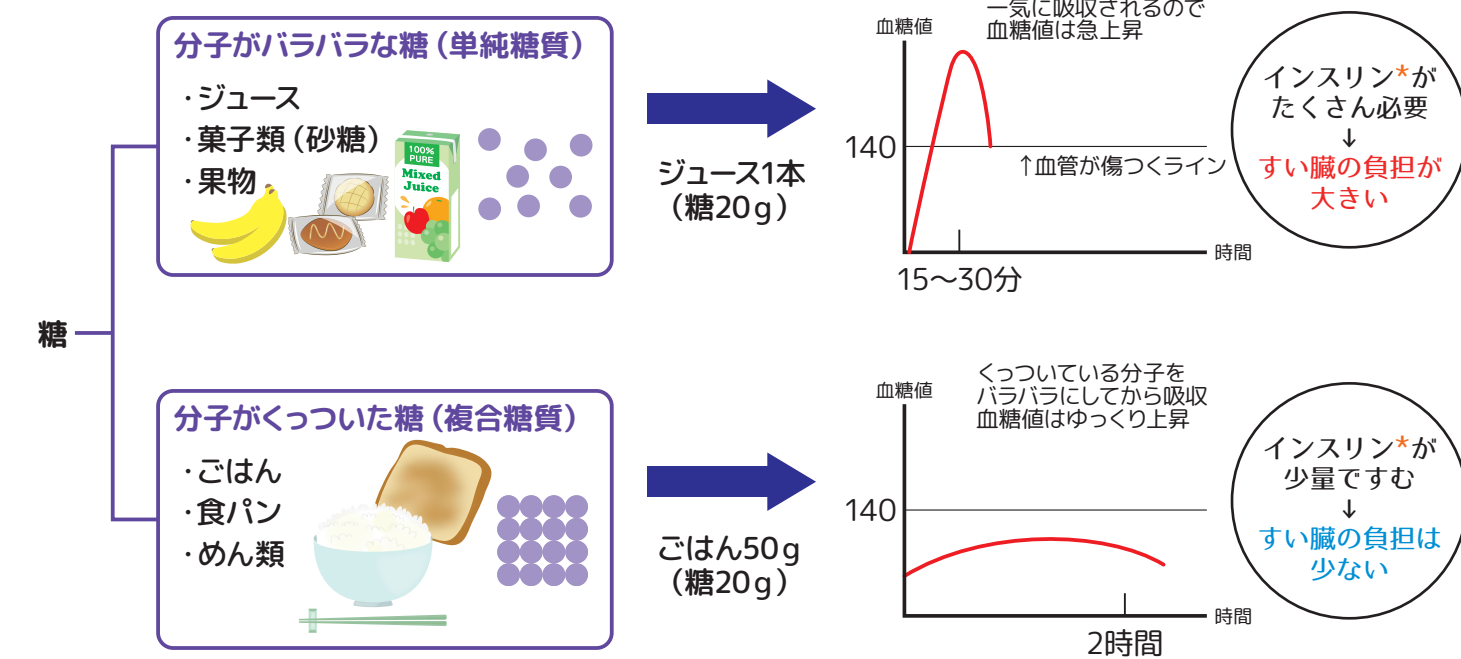 糖
分子がバラバラな糖（単純糖質）
・ジュース
・菓子類（砂糖）
・果物
100%
PURE
Mixed
Juice
ジュース1本
（糖20g）
血糖値
一気に吸収されるので
血糖値は急上昇
140
↑血管が傷つくライン
時間
15～30分
インスリン*が
たくさん必要
↓
すい臓の負担が
大きい
分子がくっついた糖（複合糖質）
・ごはん
・食パン
・めん類
ごはん50g
（糖20g）
血糖値
くっついている分子を
バラバラにしてから吸収
血糖値はゆっくり上昇
140
時間
2時間
インスリン*が
少量ですむ
↓
すい臓の負担は
少ない